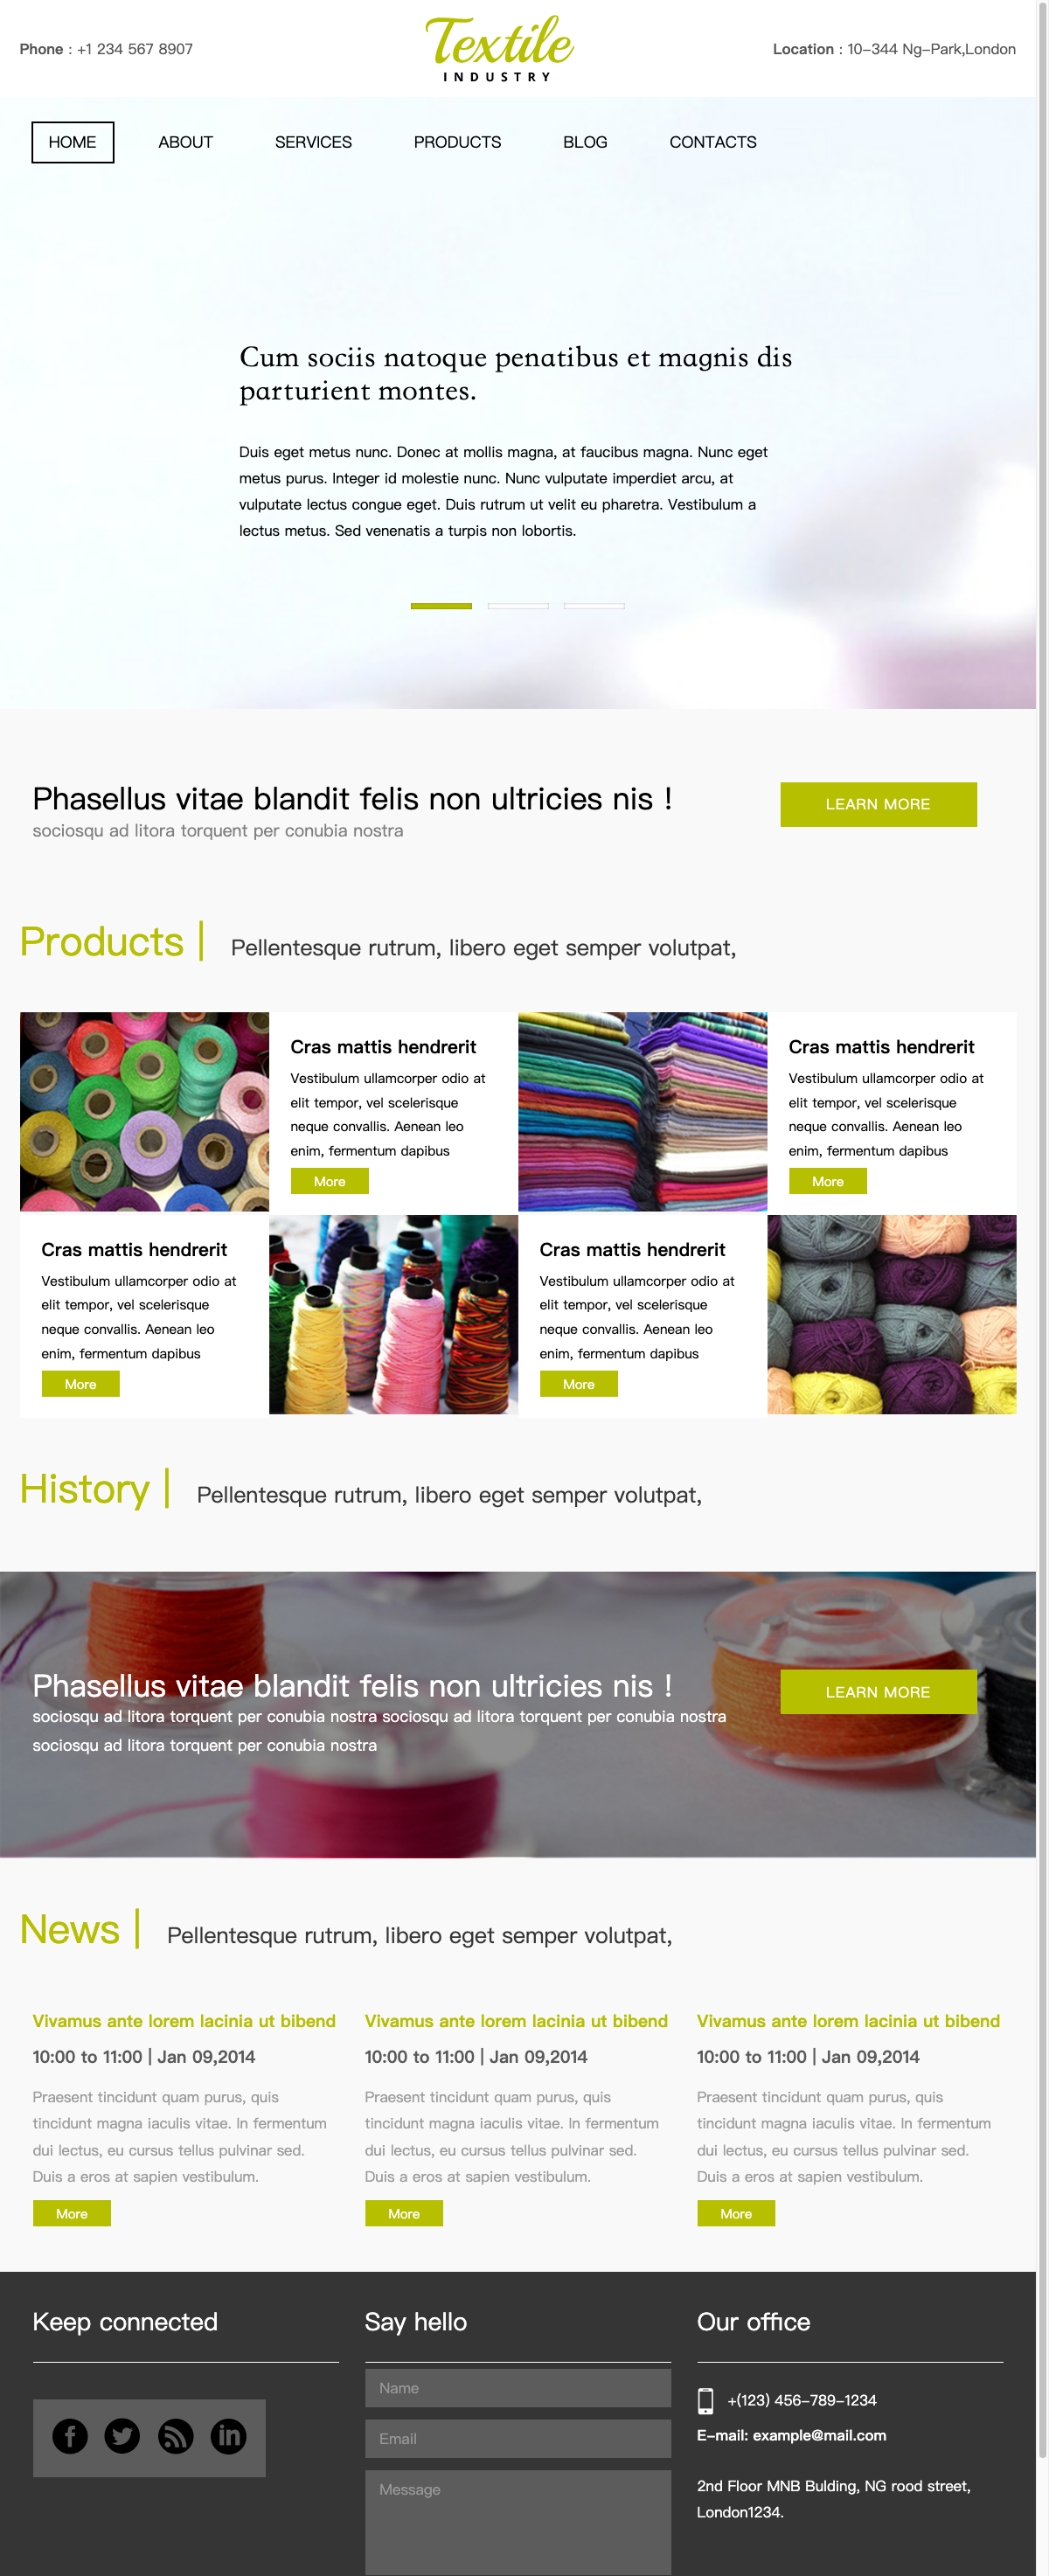 Phone : +1 234 567 8907
Textile
INDUSTRY
Location : 10-344 Ng-Park,London
HOME
ABOUT
SERVICES
PRODUCTS
BLOG
CONTACTS
Cum sociis natoque penatibus et magnis dis
parturient montes.
Duis eget metus nunc. Donec at mollis magna, at faucibus magna. Nunc eget
metus purus. Integer id molestie nunc. Nunc vulputate imperdiet arcu, at
vulputate lectus congue eget. Duis rutrum ut velit eu pharetra. Vestibulum a
lectus metus. Sed venenatis a turpis non lobortis.
Phasellus vitae blandit felis non ultricies nis !
sociosqu ad litora torquent per conubia nostra
LEARN MORE
Products |
Pellentesque rutrum, libero eget semper volutpat,
Cras mattis hendrerit
Vestibulum ullamcorper odio at
elit tempor, vel scelerisque
neque convallis. Aenean leo
enim, fermentum dapibus
More
Cras mattis hendrerit
Vestibulum ullamcorper odio at
elit tempor, vel scelerisque
neque convallis. Aenean leo
enim, fermentum dapibus
More
Cras mattis hendrerit
Vestibulum ullamcorper odio at
elit tempor, vel scelerisque
neque convallis. Aenean leo
enim, fermentum dapibus
More
Cras mattis hendrerit
Vestibulum ullamcorper odio at
elit tempor, vel scelerisque
neque convallis. Aenean leo
enim, fermentum dapibus
More
History |
Pellentesque rutrum, libero eget semper volutpat,
Phasellus vitae blandit felis non ultricies nis !
sociosqu ad litora torquent per conubia nostra sociosqu ad litora torquent per conubia nostra
sociosqu ad litora torquent per conubia nostra
LEARN MORE
News |
Pellentesque rutrum, libero eget semper volutpat,
Vivamus ante lorem lacinia ut bibend
10:00 to 11:00 | Jan 09,2014
Praesent tincidunt quam purus, quis
tincidunt magna iaculis vitae. In fermentum
dui lectus, eu cursus tellus pulvinar sed.
Duis a eros at sapien vestibulum.
More
Vivamus ante lorem lacinia ut bibend
10:00 to 11:00 | Jan 09,2014
Praesent tincidunt quam purus, quis
tincidunt magna iaculis vitae. In fermentum
dui lectus, eu cursus tellus pulvinar sed.
Duis a eros at sapien vestibulum.
More
Vivamus ante lorem lacinia ut bibend
10:00 to 11:00 | Jan 09,2014
Praesent tincidunt quam purus, quis
tincidunt magna iaculis vitae. In fermentum
dui lectus, eu cursus tellus pulvinar sed.
Duis a eros at sapien vestibulum.
More
Keep connected
Say hello
Name
Email
Message
Our office
+(123) 456-789-1234
E-mail: example@mail.com
2nd Floor MNB Bulding, NG rood street,
London1234.